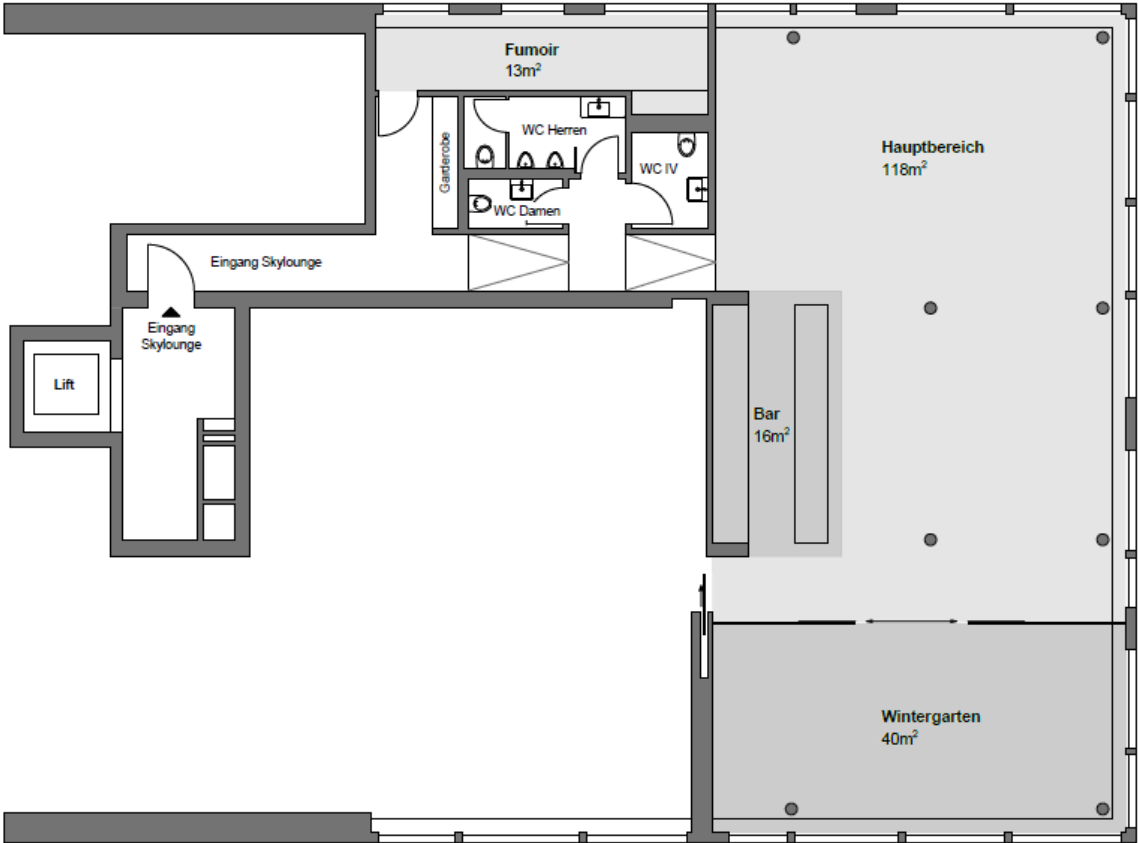 Fumoir
13m²
WC Herren
Hauptbereich
118m²
Garderobe
WC IV
WC Damen
Eingang Skylounge
Eingang
Skylounge
Lift
Bar
16m²
Wintergarten
40m²